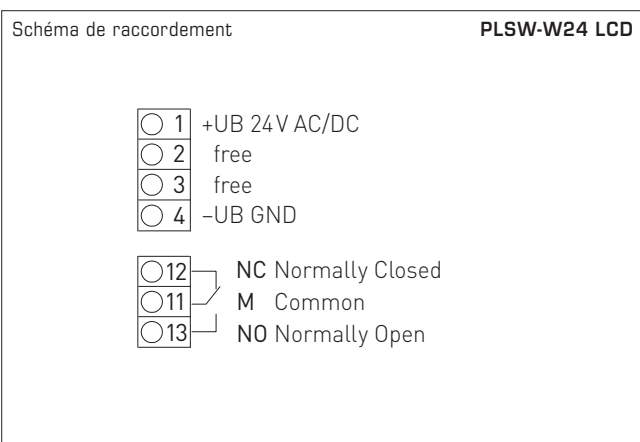 Schéma de raccordement PLSW-W24 LCD
1 +UB 24V AC/DC
2 free
3 free
4 –UB GND
12 NC Normally Closed
11 M Common
13 NO Normally Open